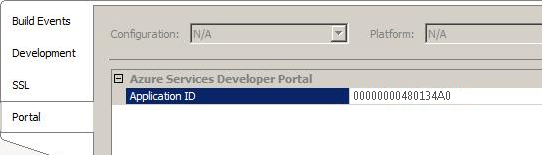 Build Events
Development
SSL
Portal
Configuration: N/A Platform: N/A
Azure Services Developer Portal
Application ID 00000000480134A0